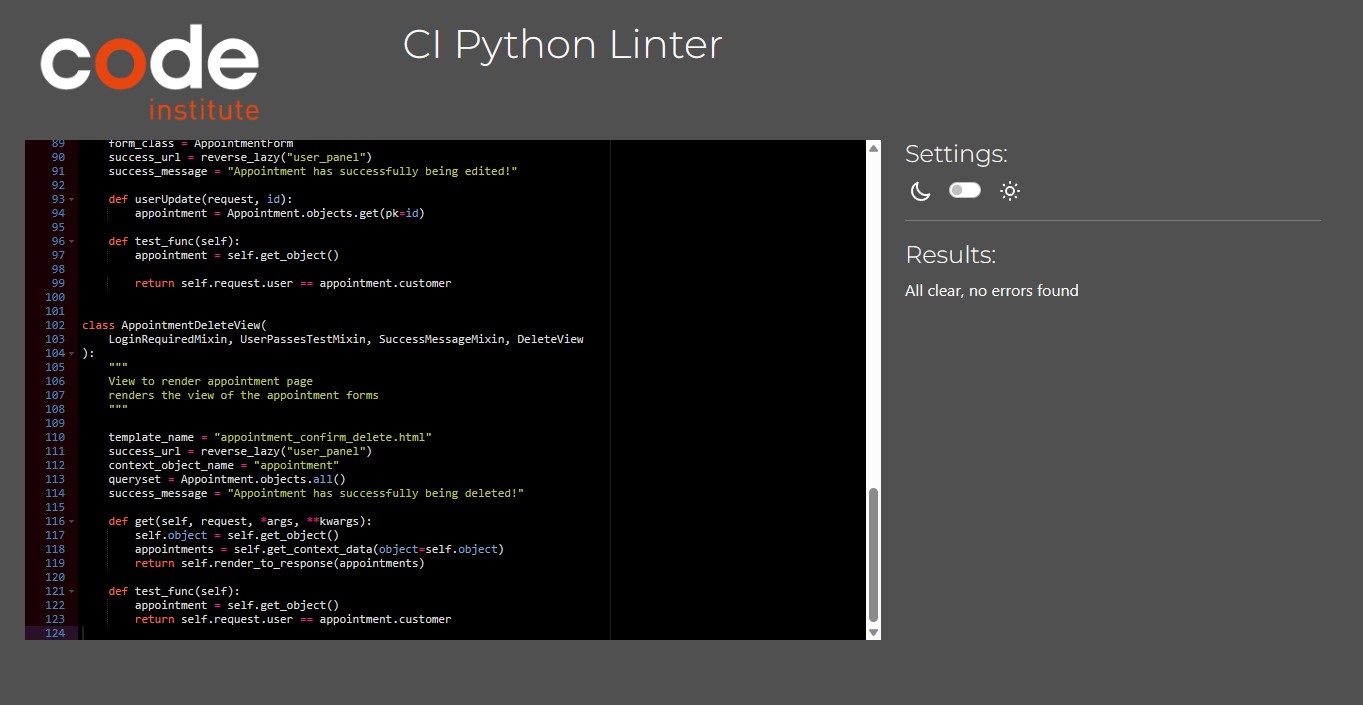 code
institute
CI Python Linter
89 form_class = AppointmentForm
90 success_url = reverse_lazy("user_panel")
91 success_message = "Appointment has successfully being edited!"
92
93 def userUpdate(request, id):
94 appointment = Appointment.objects.get(pk=id)
95
96 def test_func(self):
97 appointment = self.get_object()
98
99 return self.request.user == appointment.customer
100
101
102 class AppointmentDeleteView(
103 LoginRequiredMixin, UserPassesTestMixin, SuccessMessageMixin, DeleteView
104 ):
105 """
106 View to render appointment page
107 renders the view of the appointment forms
108 """
109
110 template_name = "appointment_confirm_delete.html"
111 success_url = reverse_lazy("user_panel")
112 context_object_name = "appointment"
113 queryset = Appointment.objects.all()
114 success_message = "Appointment has successfully being deleted!"
115
116 def get(self, request, *args, **kwargs):
117 self.object = self.get_object()
118 appointments = self.get_context_data(object=self.object)
119 return self.render_to_response(appointments)
120
121 def test_func(self):
122 appointment = self.get_object()
123 return self.request.user == appointment.customer
124
Settings:
Results:
All clear, no errors found